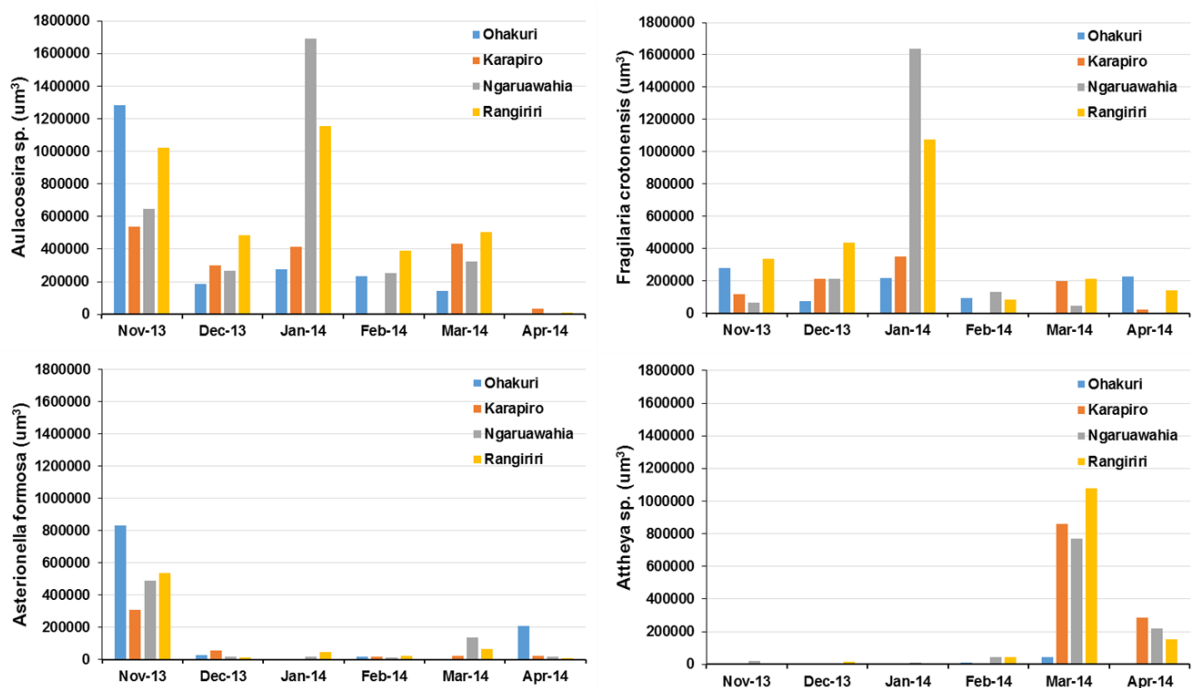 Aulacoseira sp. (um³)
1800000
1600000
1400000
1200000
1000000
800000
600000
400000
200000
0
Ohakuri
Karapiro
Ngaruawahia
Rangiriri
Nov-13 Dec-13 Jan-14 Feb-14 Mar-14 Apr-14
Fragilaria crotonensis (um³)
1800000
1600000
1400000
1200000
1000000
800000
600000
400000
200000
0
Ohakuri
Karapiro
Ngaruawahia
Rangiriri
Nov-13 Dec-13 Jan-14 Feb-14 Mar-14 Apr-14
Asterionella formosa (um³)
1800000
1600000
1400000
1200000
1000000
800000
600000
400000
200000
0
Ohakuri
Karapiro
Ngaruawahia
Rangiriri
Nov-13 Dec-13 Jan-14 Feb-14 Mar-14 Apr-14
Attheya sp. (um³)
1800000
1600000
1400000
1200000
1000000
800000
600000
400000
200000
0
Ohakuri
Karapiro
Ngaruawahia
Rangiriri
Nov-13 Dec-13 Jan-14 Feb-14 Mar-14 Apr-14